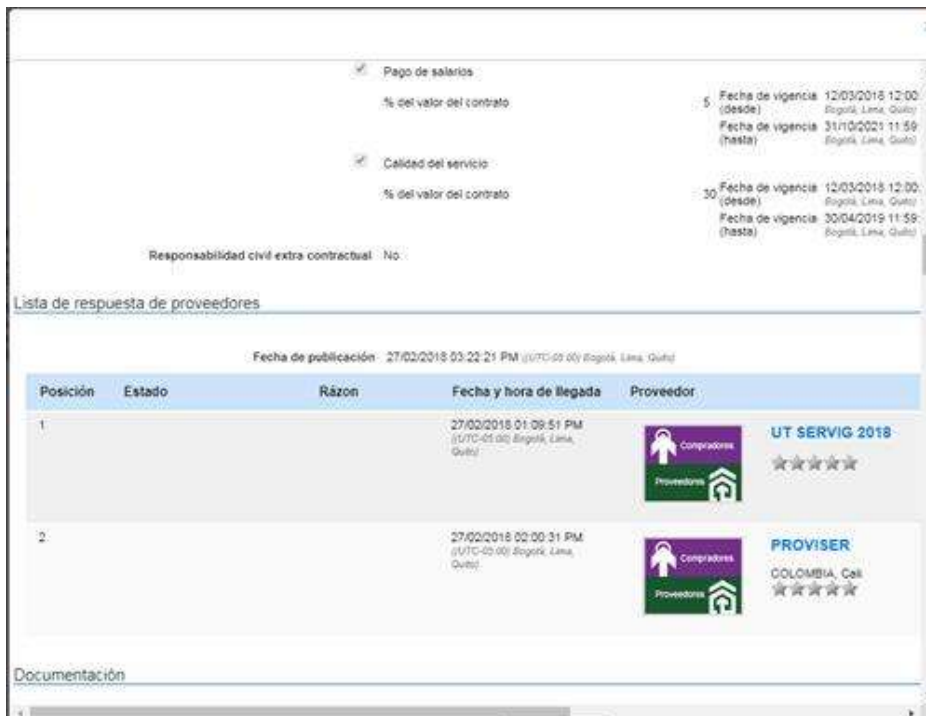 Pago de salarios
% del valor del contrato 5 Fecha de vigencia (desde) 12/03/2018 12:00:
Bogotá, Lima, Quito)
Fecha de vigencia (hasta) 31/10/2021 11:59:
Bogotá, Lima, Quito)
Calidad del servicio
% del valor del contrato 30 Fecha de vigencia (desde) 12/03/2018 12:00:
Bogotá, Lima, Quito)
Fecha de vigencia (hasta) 30/04/2019 11:59:
Bogotá, Lima, Quito)
Responsabilidad civil extra contractual No
Lista de respuesta de proveedores
Fecha de publicación 27/02/2018 03:22:21 PM ((UTC-05:00) Bogotá, Lima, Quito)
Posición Estado Rázon Fecha y hora de llegada Proveedor
1 27/02/2018 01:09:51 PM
((UTC-05:00) Bogotá, Lima,
Quito)
Compradores
Proveedores
UT SERVIG 2018
2 27/02/2018 02:00:31 PM
((UTC-05:00) Bogotá, Lima,
Quito)
Compradores
Proveedores
PROVISER
COLOMBIA, Cali
Documentación